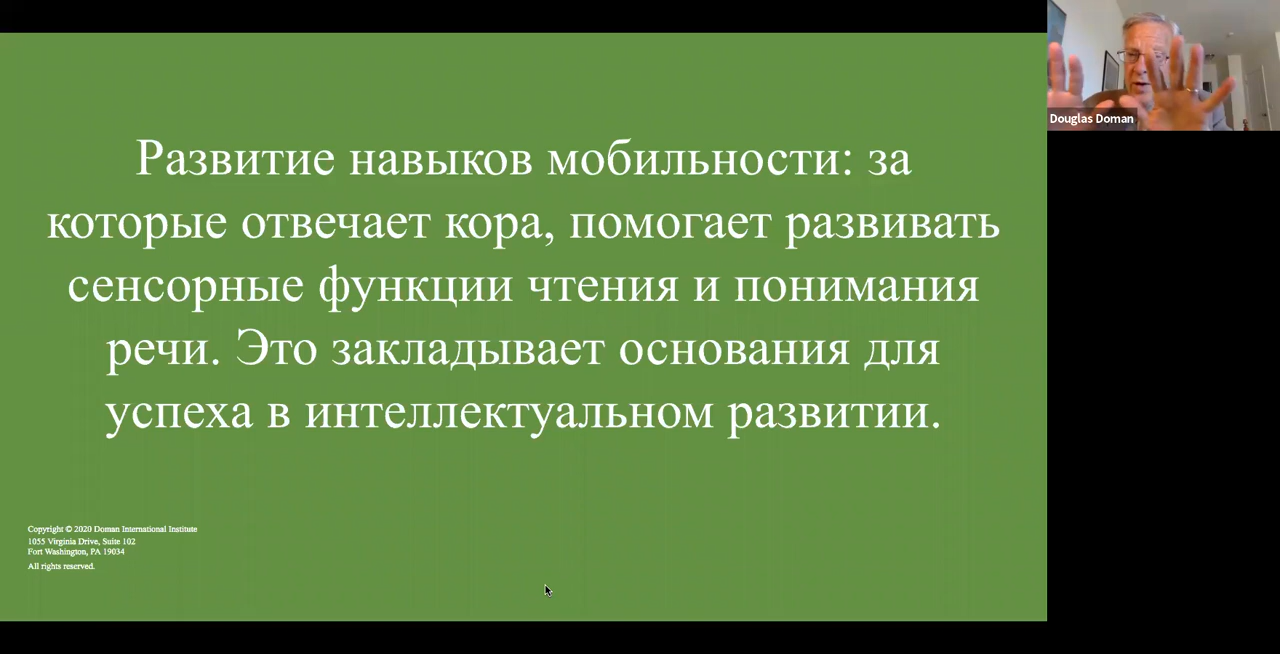 Развитие навыков мобильности: за
которые отвечает кора, помогает развивать
сенсорные функции чтения и понимания
речи. Это закладывает основания для
успеха в интеллектуальном развитии.
Copyright © 2020 Doman International Institute
1055 Virginia Drive, Suite 102
Fort Washington, PA 19034
All rights reserved.
Douglas Doman